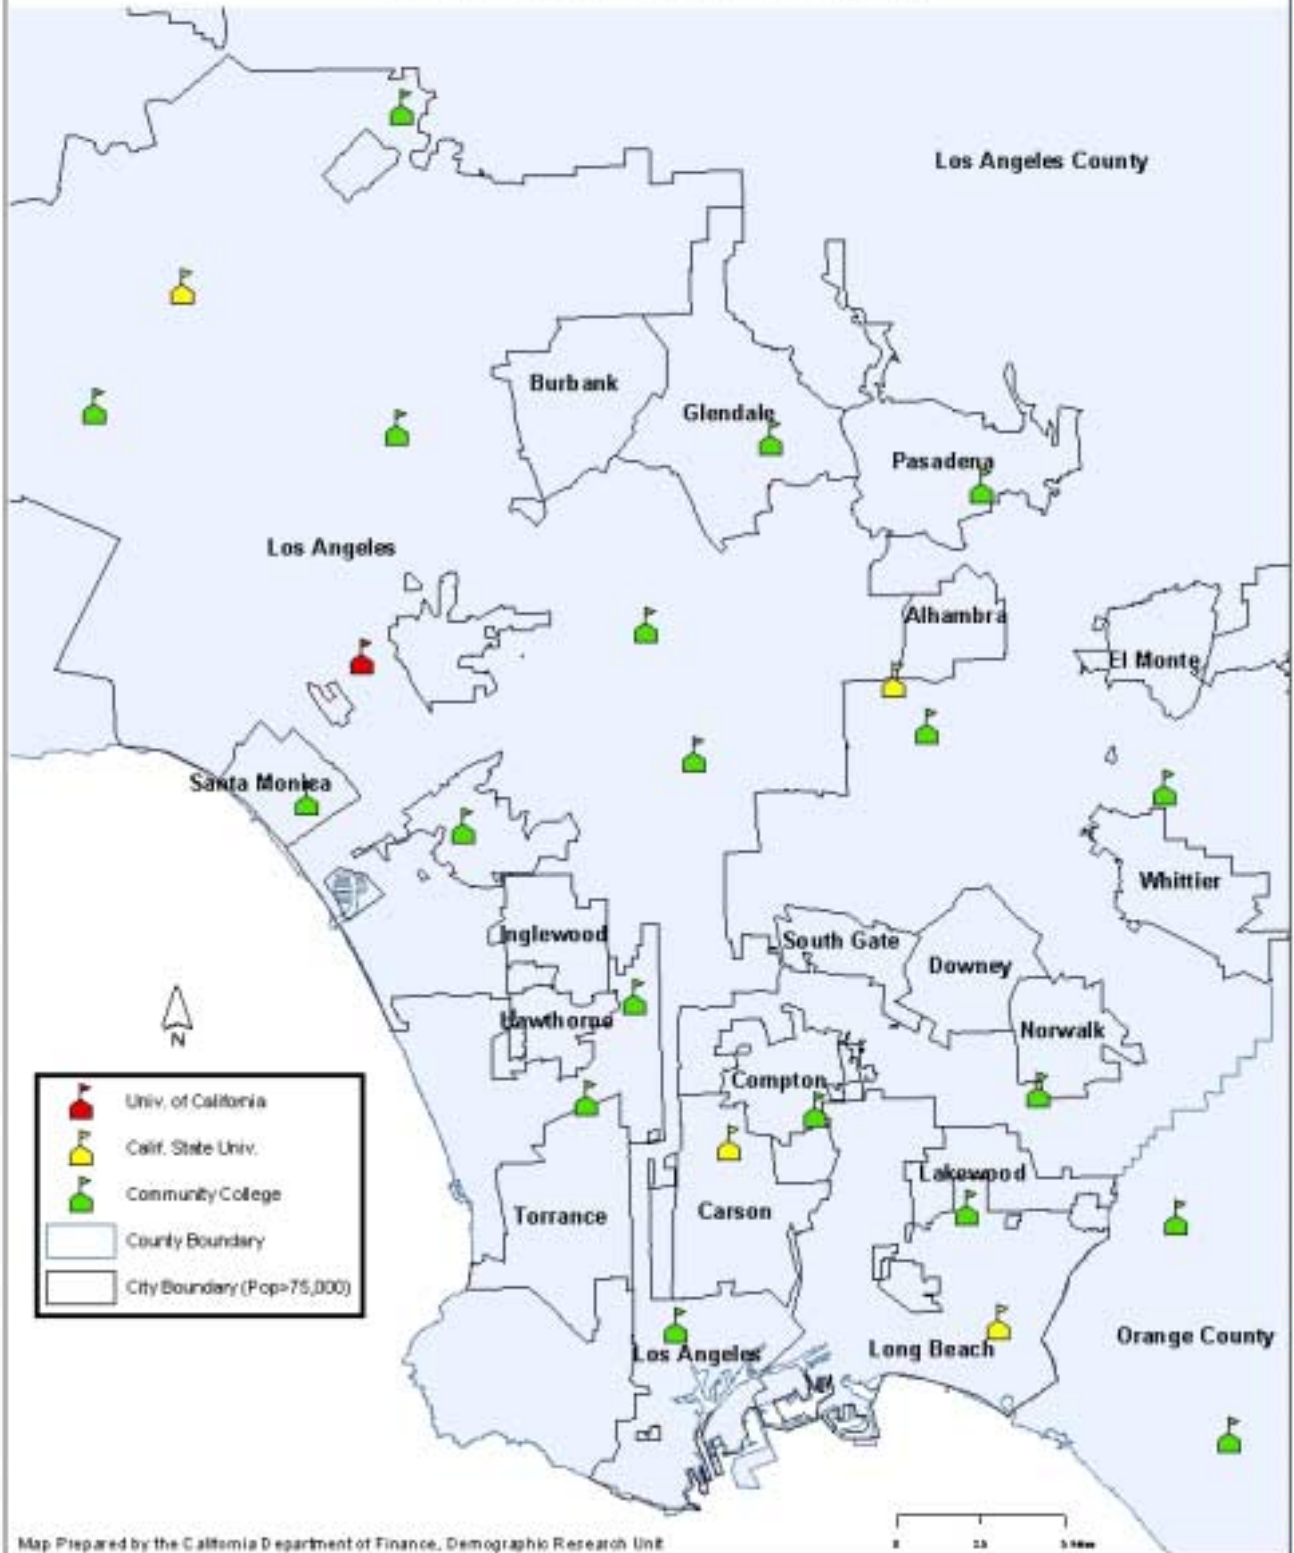 Los Angeles County
Burbank
Glendale
Pasadena
Los Angeles
Alhambra
El Monte
Santa Monica
Whittier
Inglewood
South Gate
Downey
Hawthorne
Norwalk
N
Compton
Univ. of California
Calif. State Univ.
Community College
County Boundary
City Boundary (Pop>75,000)
Lakewood
Torrance
Carson
Los Angeles
Long Beach
Orange County
Map Prepared by the California Department of Finance, Demographic Research Unit